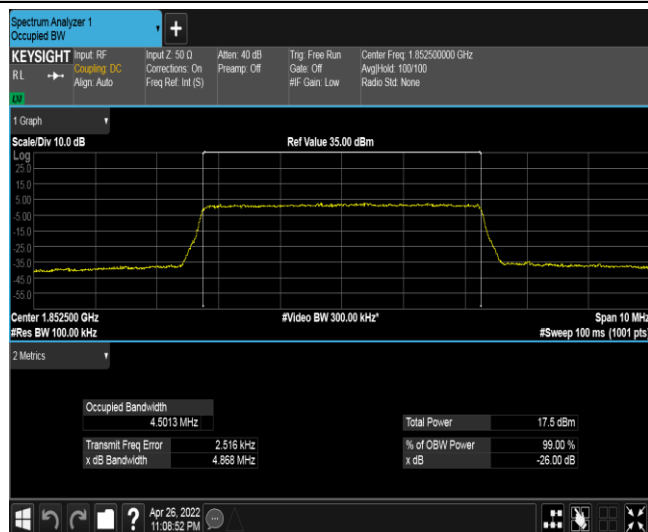 Spectrum Analyzer 1
Occupied BW
+
KEYSIGHT Input: RF Input Z: 50 Ω Atten: 40 dB Trig: Free Run Center Freq: 1.852500000 GHz
RL Coupling: DC Corrections: On Preamp: Off Gate: Off Avg|Hold: 100/100
Align: Auto Freq Ref: Int (S) #IF Gain: Low Radio Std: None
LXI
1 Graph
Scale/Div 10.0 dB Ref Value 35.00 dBm
Log
25.0
15.0
5.00
-5.00
-15.0
-25.0
-35.0
-45.0
-55.0
Center 1.852500 GHz #Video BW 300.00 kHz* Span 10 MHz
#Res BW 100.00 kHz #Sweep 100 ms (1001 pts)
2 Metrics
Occupied Bandwidth
4.5013 MHz Total Power 17.5 dBm
Transmit Freq Error 2.516 kHz % of OBW Power 99.00 %
x dB Bandwidth 4.868 MHz x dB -26.00 dB
? Apr 26, 2022
11:08:52 PM